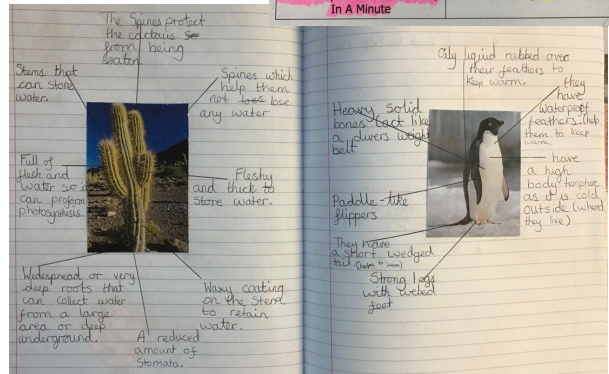 In A Minute
The Spines protect
the cactais
from being
eaten.
Stems that
can store
water.
Spines which
help them
not loos lose
any water
Full of
flesh and
water so it
can proform
photosynthesis.
Fleshy
and thick to
store water.
Widespread or very
deep roots that
can collect water
from a large
area or deep
underground.
A reduced
amount of
Stomata.
Waxy coating
on the Stend
to retain
water.
Oily liquid rubbed over
their feathers to
keep warm.
they
have
waterproof
feathers. (help
them to keep
warm.
Heavy solid
bones - act like
a divers weight
belt
have
a high
body tempture
as it is cold
outside (where
they live)
Paddle-like
flippers
They have
a short wedged
tail. (helps to swim)
Strong legs
with webed
feet